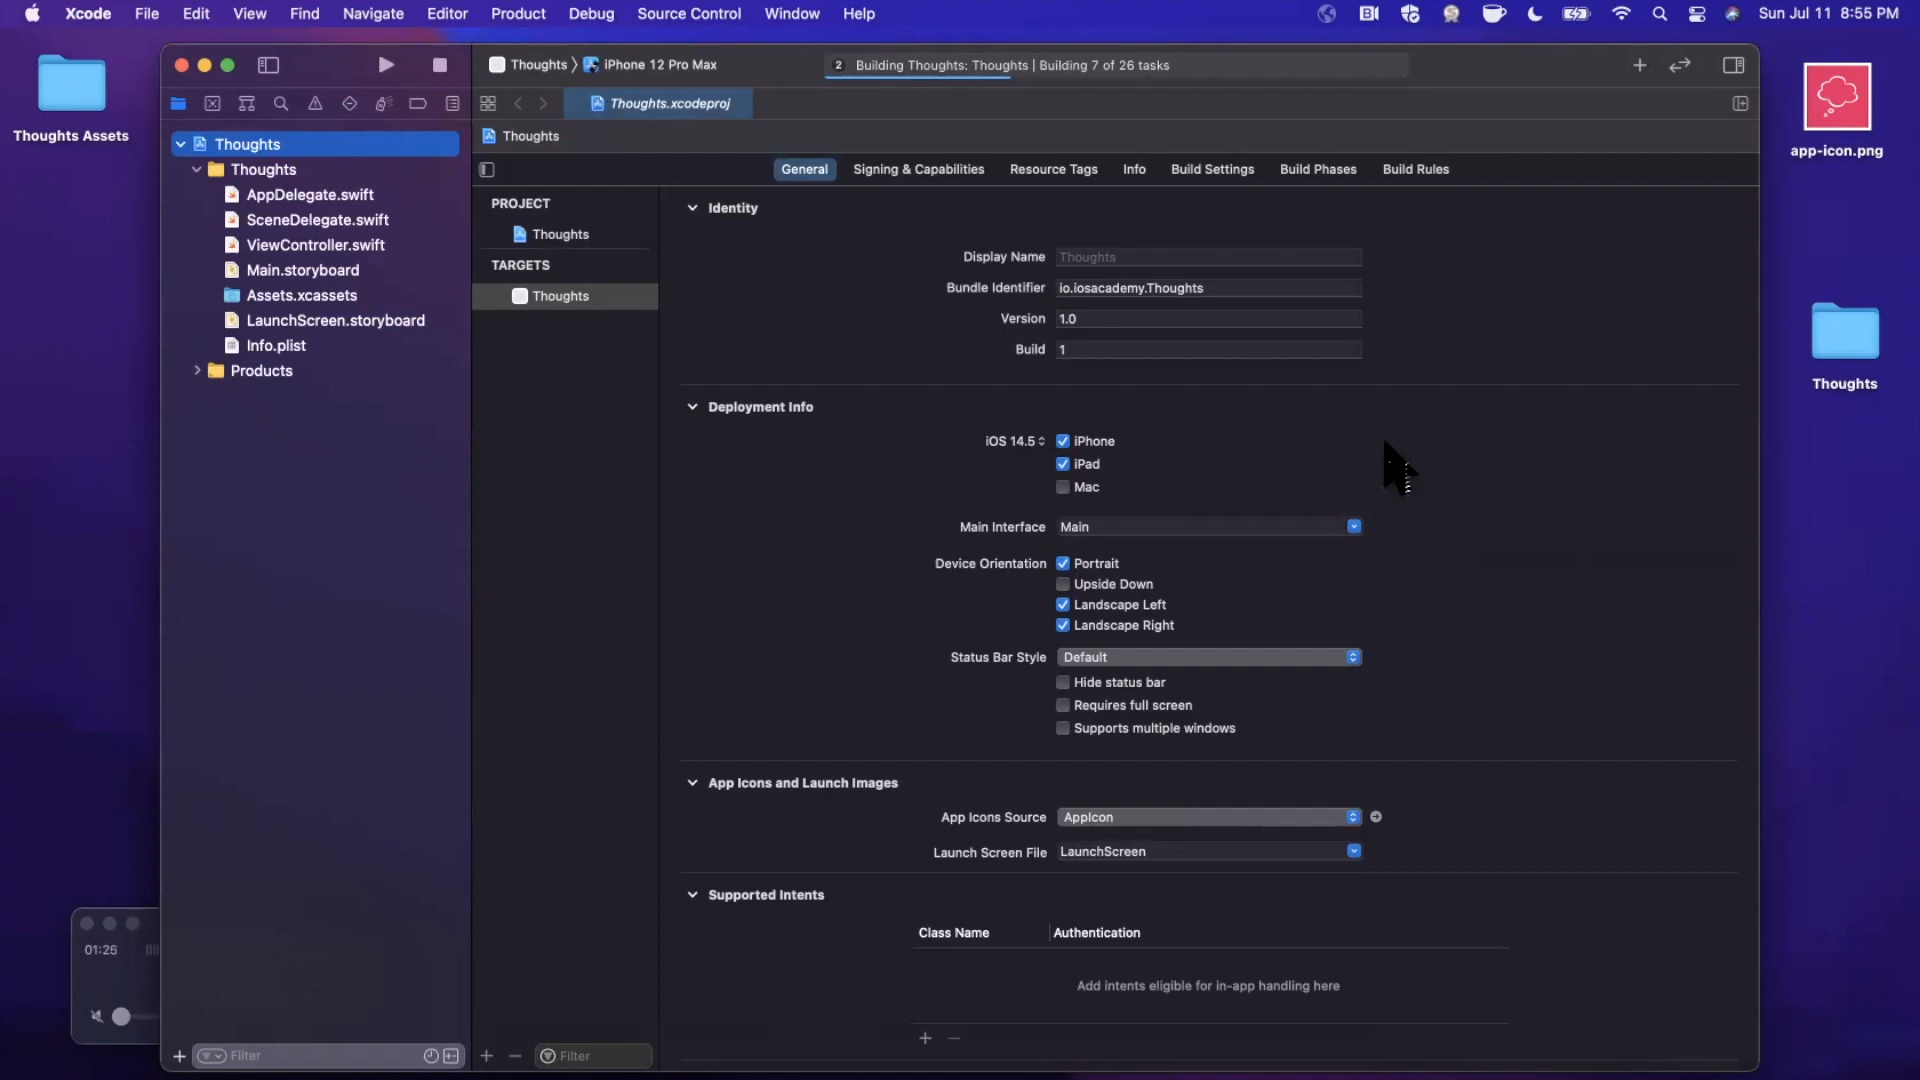 Xcode File Edit View Find Navigate Editor Product Debug Source Control Window Help Sun Jul 11 8:55 PM
Thoughts Assets
Thoughts
AppDelegate.swift
SceneDelegate.swift
ViewController.swift
Main.storyboard
Assets.xcassets
LaunchScreen.storyboard
Info.plist
Products
Thoughts
Filter
01:26
Thoughts 〉 iPhone 12 Pro Max
2 Building Thoughts: Thoughts | Building 7 of 26 tasks
Thoughts.xcodeproj
Thoughts
General Signing & Capabilities Resource Tags Info Build Settings Build Phases Build Rules
PROJECT
Thoughts
TARGETS
Thoughts
Filter
Identity
Display Name Thoughts
Bundle Identifier io.iosacademy.Thoughts
Version 1.0
Build 1
Deployment Info
iOS 14.5 iPhone
iPad
Mac
Main Interface Main
Device Orientation Portrait
Upside Down
Landscape Left
Landscape Right
Status Bar Style Default
Hide status bar
Requires full screen
Supports multiple windows
App Icons and Launch Images
App Icons Source AppIcon
Launch Screen File LaunchScreen
Supported Intents
Class Name Authentication
Add intents eligible for in-app handling here
app-icon.png
Thoughts